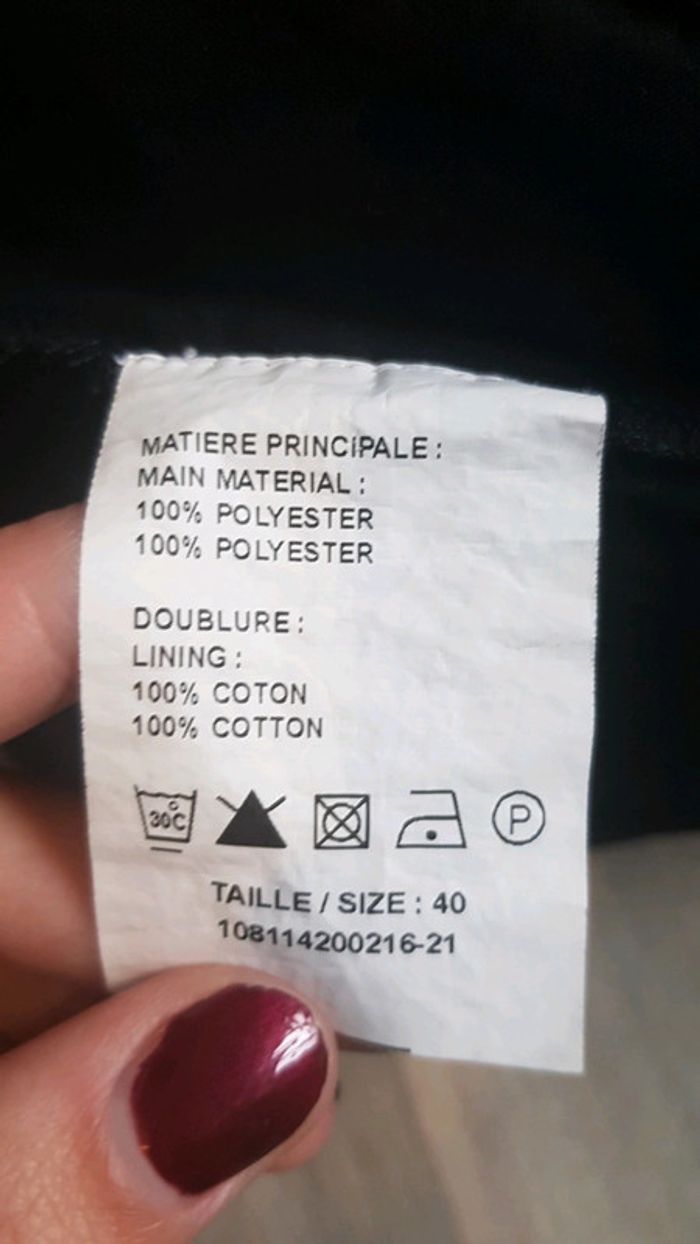 MATIERE PRINCIPALE :
MAIN MATERIAL :
100% POLYESTER
100% POLYESTER
DOUBLURE :
LINING :
100% COTON
100% COTTON
30°C P
TAILLE / SIZE : 40
108114200216-21